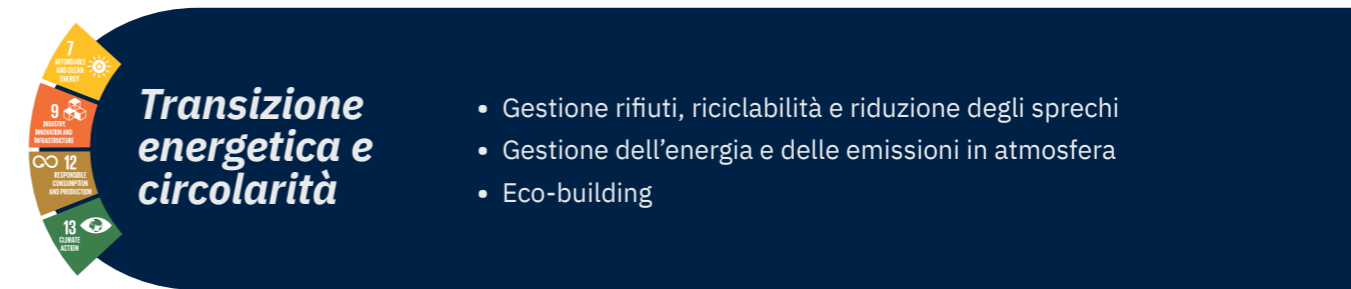 7
AFFORDABLE
AND CLEAN
ENERGY
9
INDUSTRY,
INNOVATION AND
INFRASTRUCTURE
12
RESPONSIBLE
CONSUMPTION
AND PRODUCTION
13
CLIMATE
ACTION
Transizione
energetica e
circolarità
• Gestione rifiuti, riciclabilità e riduzione degli sprechi
• Gestione dell’energia e delle emissioni in atmosfera
• Eco-building